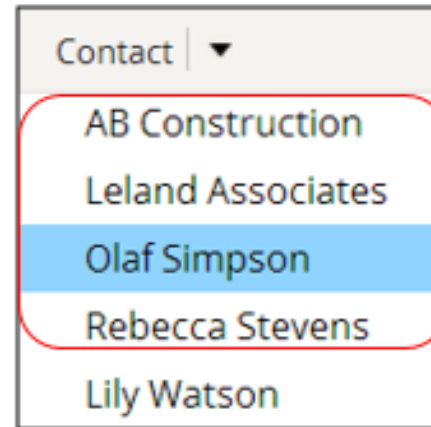 Contact
AB Construction
Leland Associates
Olaf Simpson
Rebecca Stevens
Lily Watson